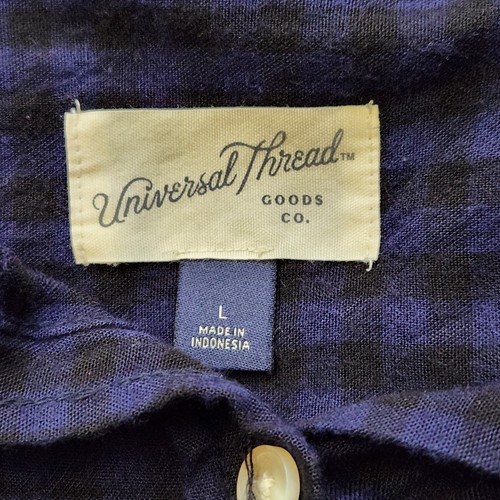 Universal Thread™
GOODS
CO.
L
MADE IN
INDONESIA